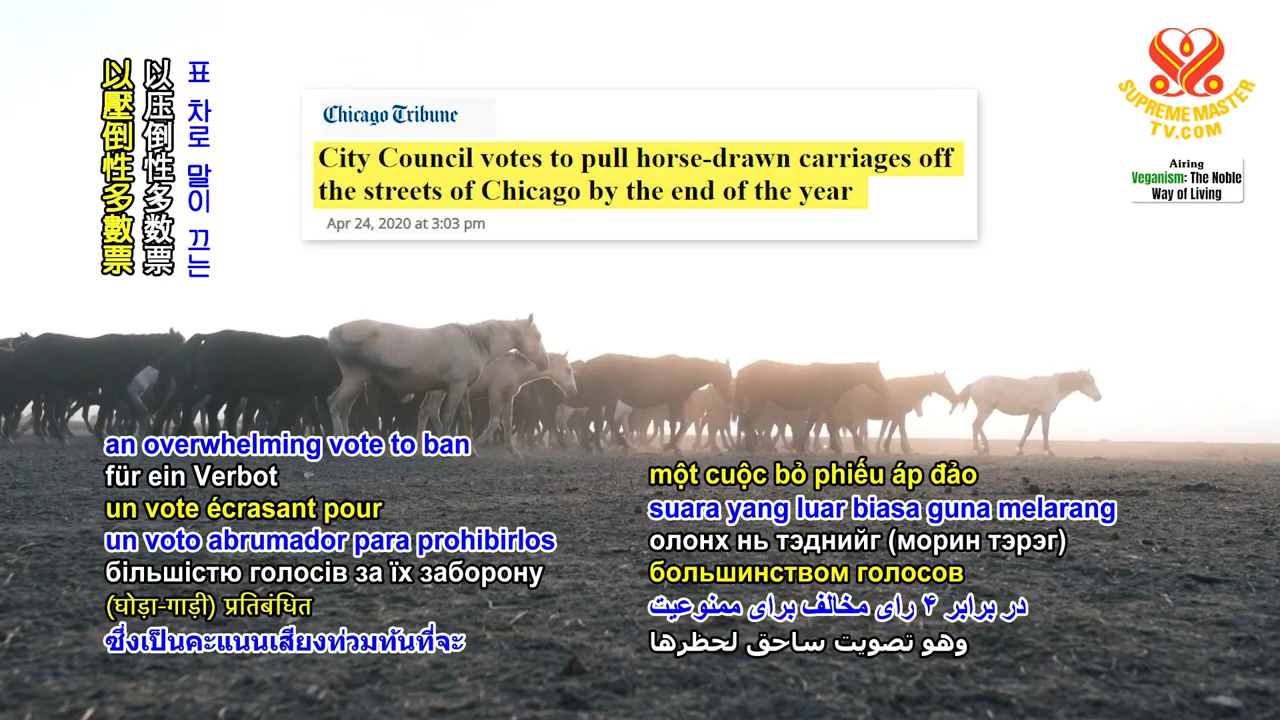 以壓倒性多數票
以压倒性多数票
표 차로 말이 끄는
Chicago Tribune
City Council votes to pull horse-drawn carriages off
the streets of Chicago by the end of the year
Apr 24, 2020 at 3:03 pm
SUPREME MASTER
TV.COM
Airing
Veganism: The Noble
Way of Living
an overwhelming vote to ban
für ein Verbot
un vote écrasant pour
un voto abrumador para prohibirlos
більшістю голосів за їх заборону
(घोड़ा-गाड़ी) प्रतिबंधित
ซึ่งเป็นคะแนนเสียงท่วมท้นที่จะ
một cuộc bỏ phiếu áp đảo
suara yang luar biasa guna melarang
олонх нь тэднийг (морин тэрэг)
большинством голосов
در برابر ۴ رای مخالف برای ممنوعیت
وهو تصويت ساحق لحظرها